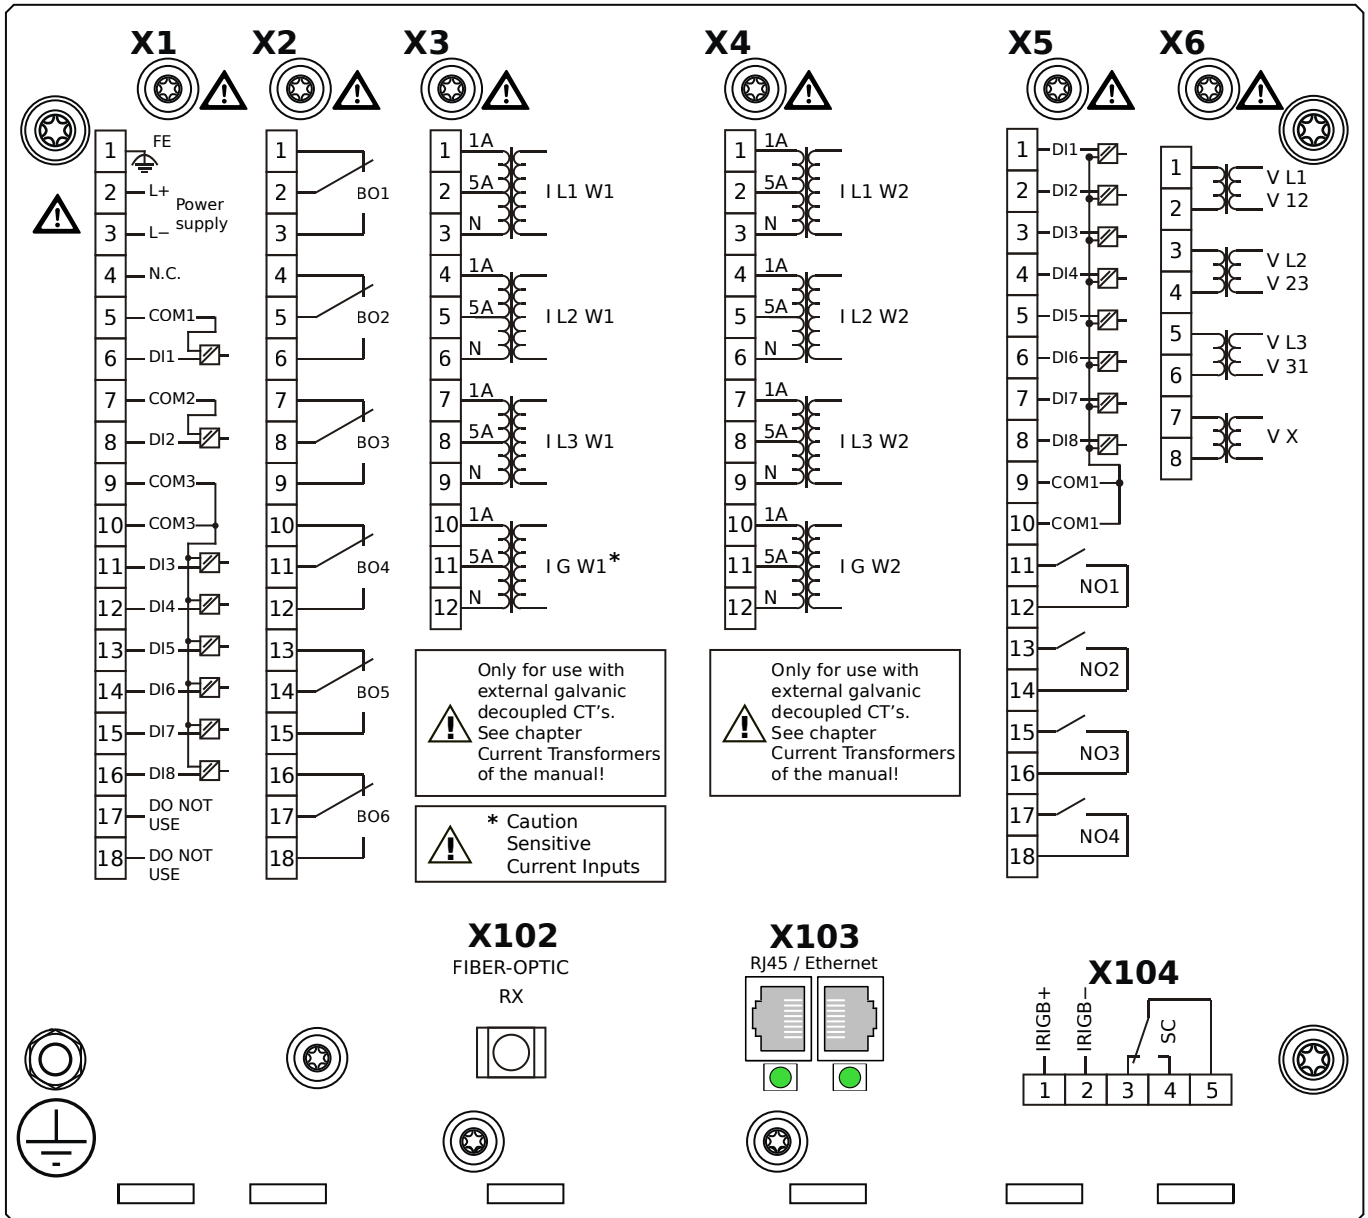 X1
X2
X3
X4
X5
X6
1
FE
2
L+
Power
supply
3
L−
4
N.C.
5
COM1
6
DI1
7
COM2
8
DI2
9
COM3
10
COM3
11
DI3
12
DI4
13
DI5
14
DI6
15
DI7
16
DI8
17
DO NOT
USE
18
DO NOT
USE
1
2
BO1
3
4
5
BO2
6
7
8
BO3
9
10
11
BO4
12
13
14
BO5
15
16
17
BO6
18
1
1A
2
5A
I L1 W1
3
N
4
1A
5
5A
I L2 W1
6
N
7
1A
8
5A
I L3 W1
9
N
10
1A
11
5A
I G W1*
12
N
Only for use with
external galvanic
decoupled CT's.
See chapter
Current Transformers
of the manual!
* Caution
Sensitive
Current Inputs
1
1A
2
5A
I L1 W2
3
N
4
1A
5
5A
I L2 W2
6
N
7
1A
8
5A
I L3 W2
9
N
10
1A
11
5A
I G W2
12
N
Only for use with
external galvanic
decoupled CT's.
See chapter
Current Transformers
of the manual!
1
DI1
2
DI2
3
DI3
4
DI4
5
DI5
6
DI6
7
DI7
8
DI8
9
COM1
10
COM1
11
NO1
12
13
NO2
14
15
NO3
16
17
NO4
18
1
V L1
2
V 12
3
V L2
4
V 23
5
V L3
6
V 31
7
V X
8
X102
FIBER-OPTIC
RX
X103
RJ45 / Ethernet
X104
IRIGB+
IRIGB−
SC
1 2 3 4 5